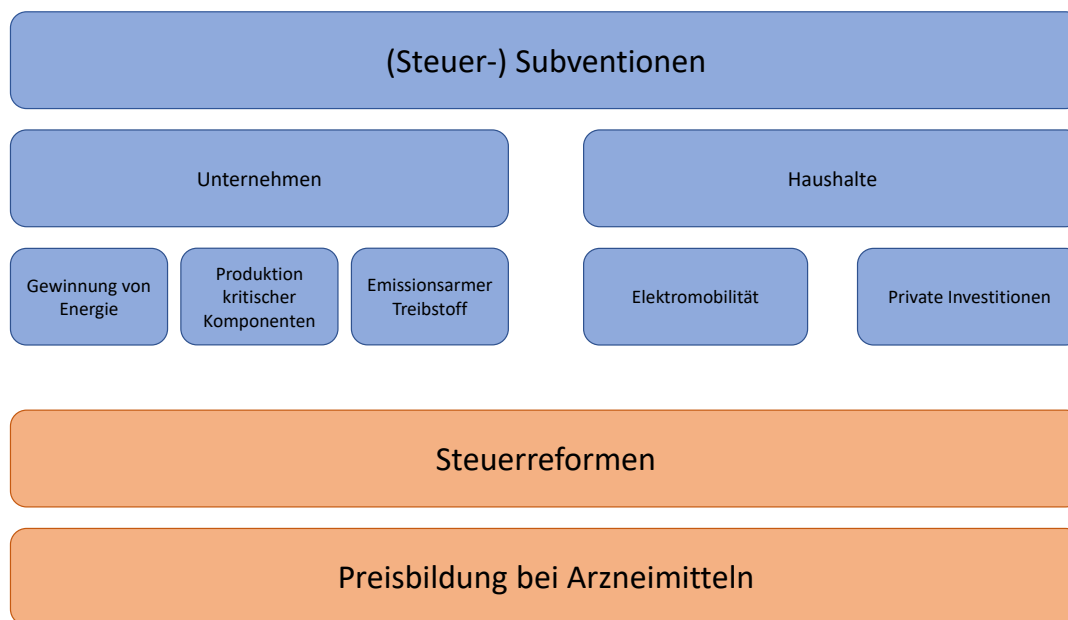 (Steuer-) Subventionen
Unternehmen
Haushalte
Gewinnung von
Energie
Produktion
kritischer
Komponenten
Emissionsarmer
Treibstoff
Elektromobilität
Private Investitionen
Steuerreformen
Preisbildung bei Arzneimitteln